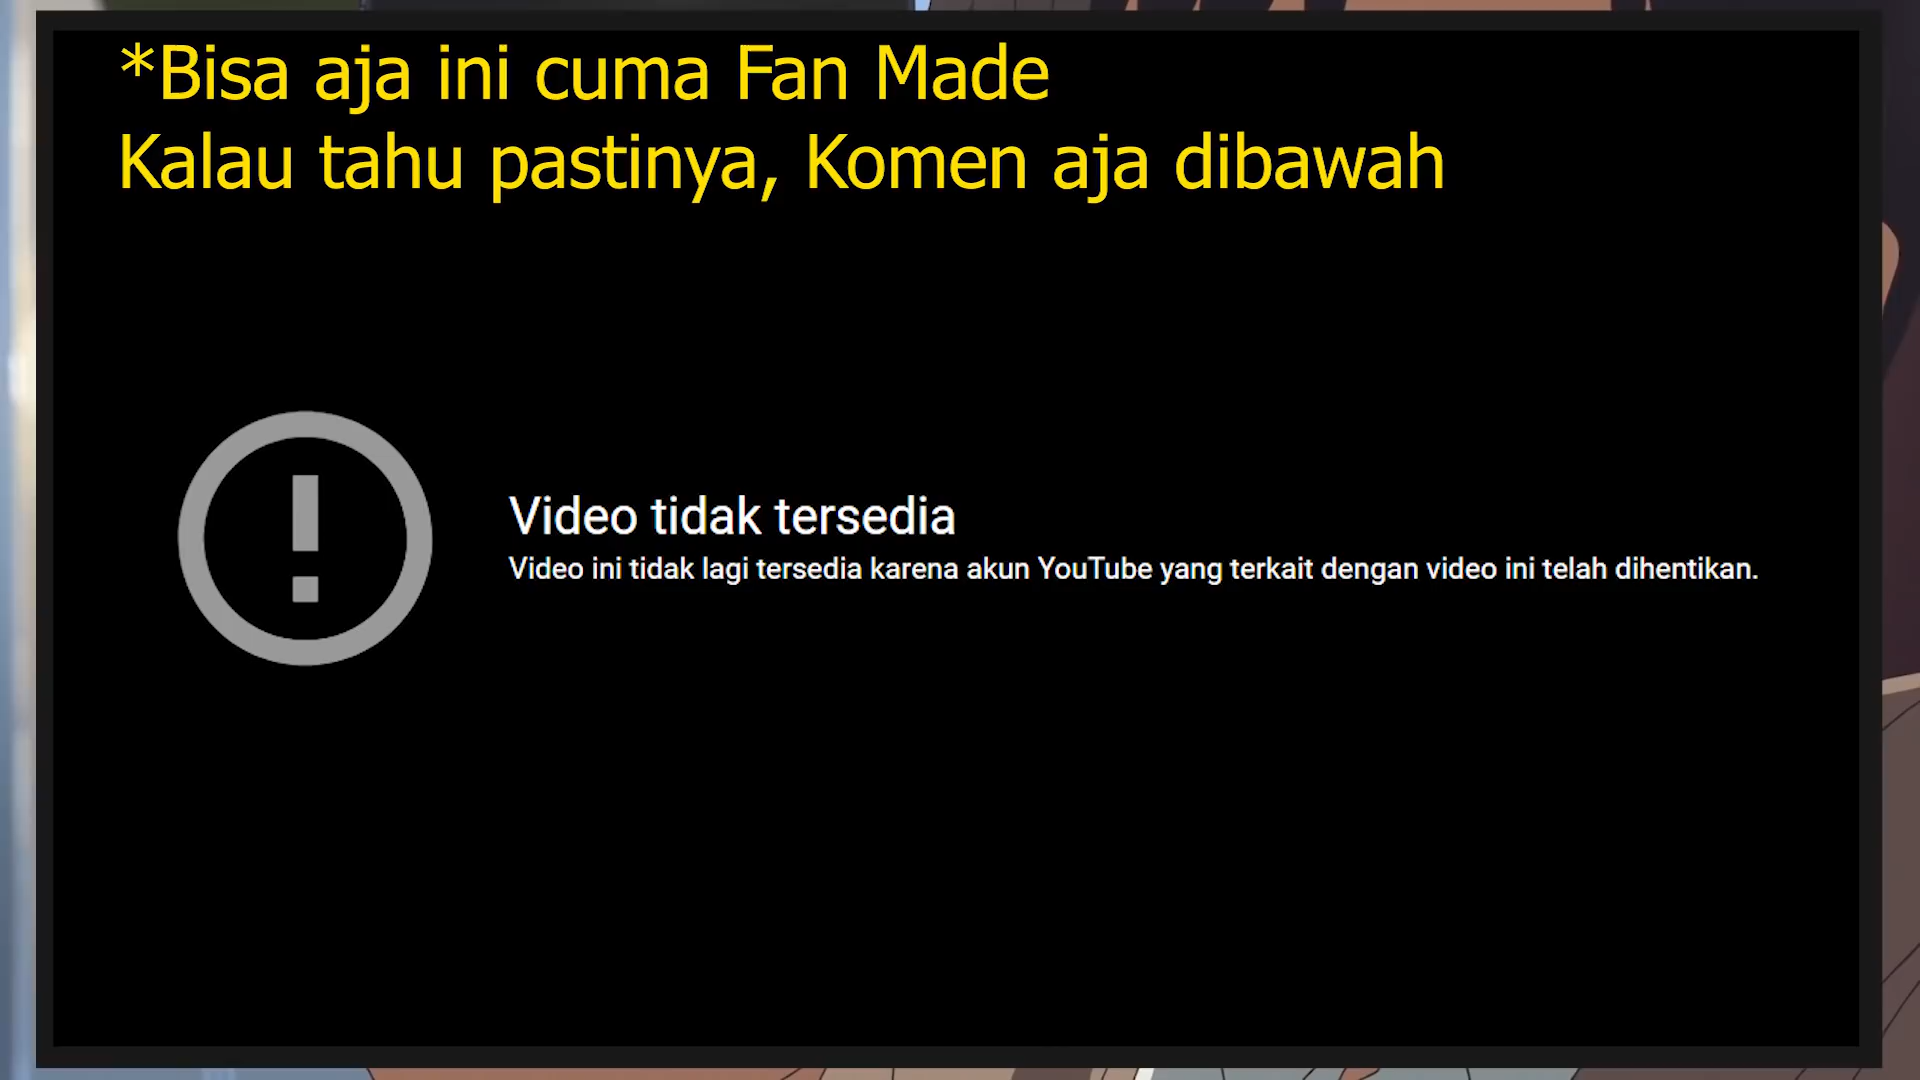 *Bisa aja ini cuma Fan Made
Kalau tahu pastinya, Komen aja dibawah
Video tidak tersedia
Video ini tidak lagi tersedia karena akun YouTube yang terkait dengan video ini telah dihentikan.